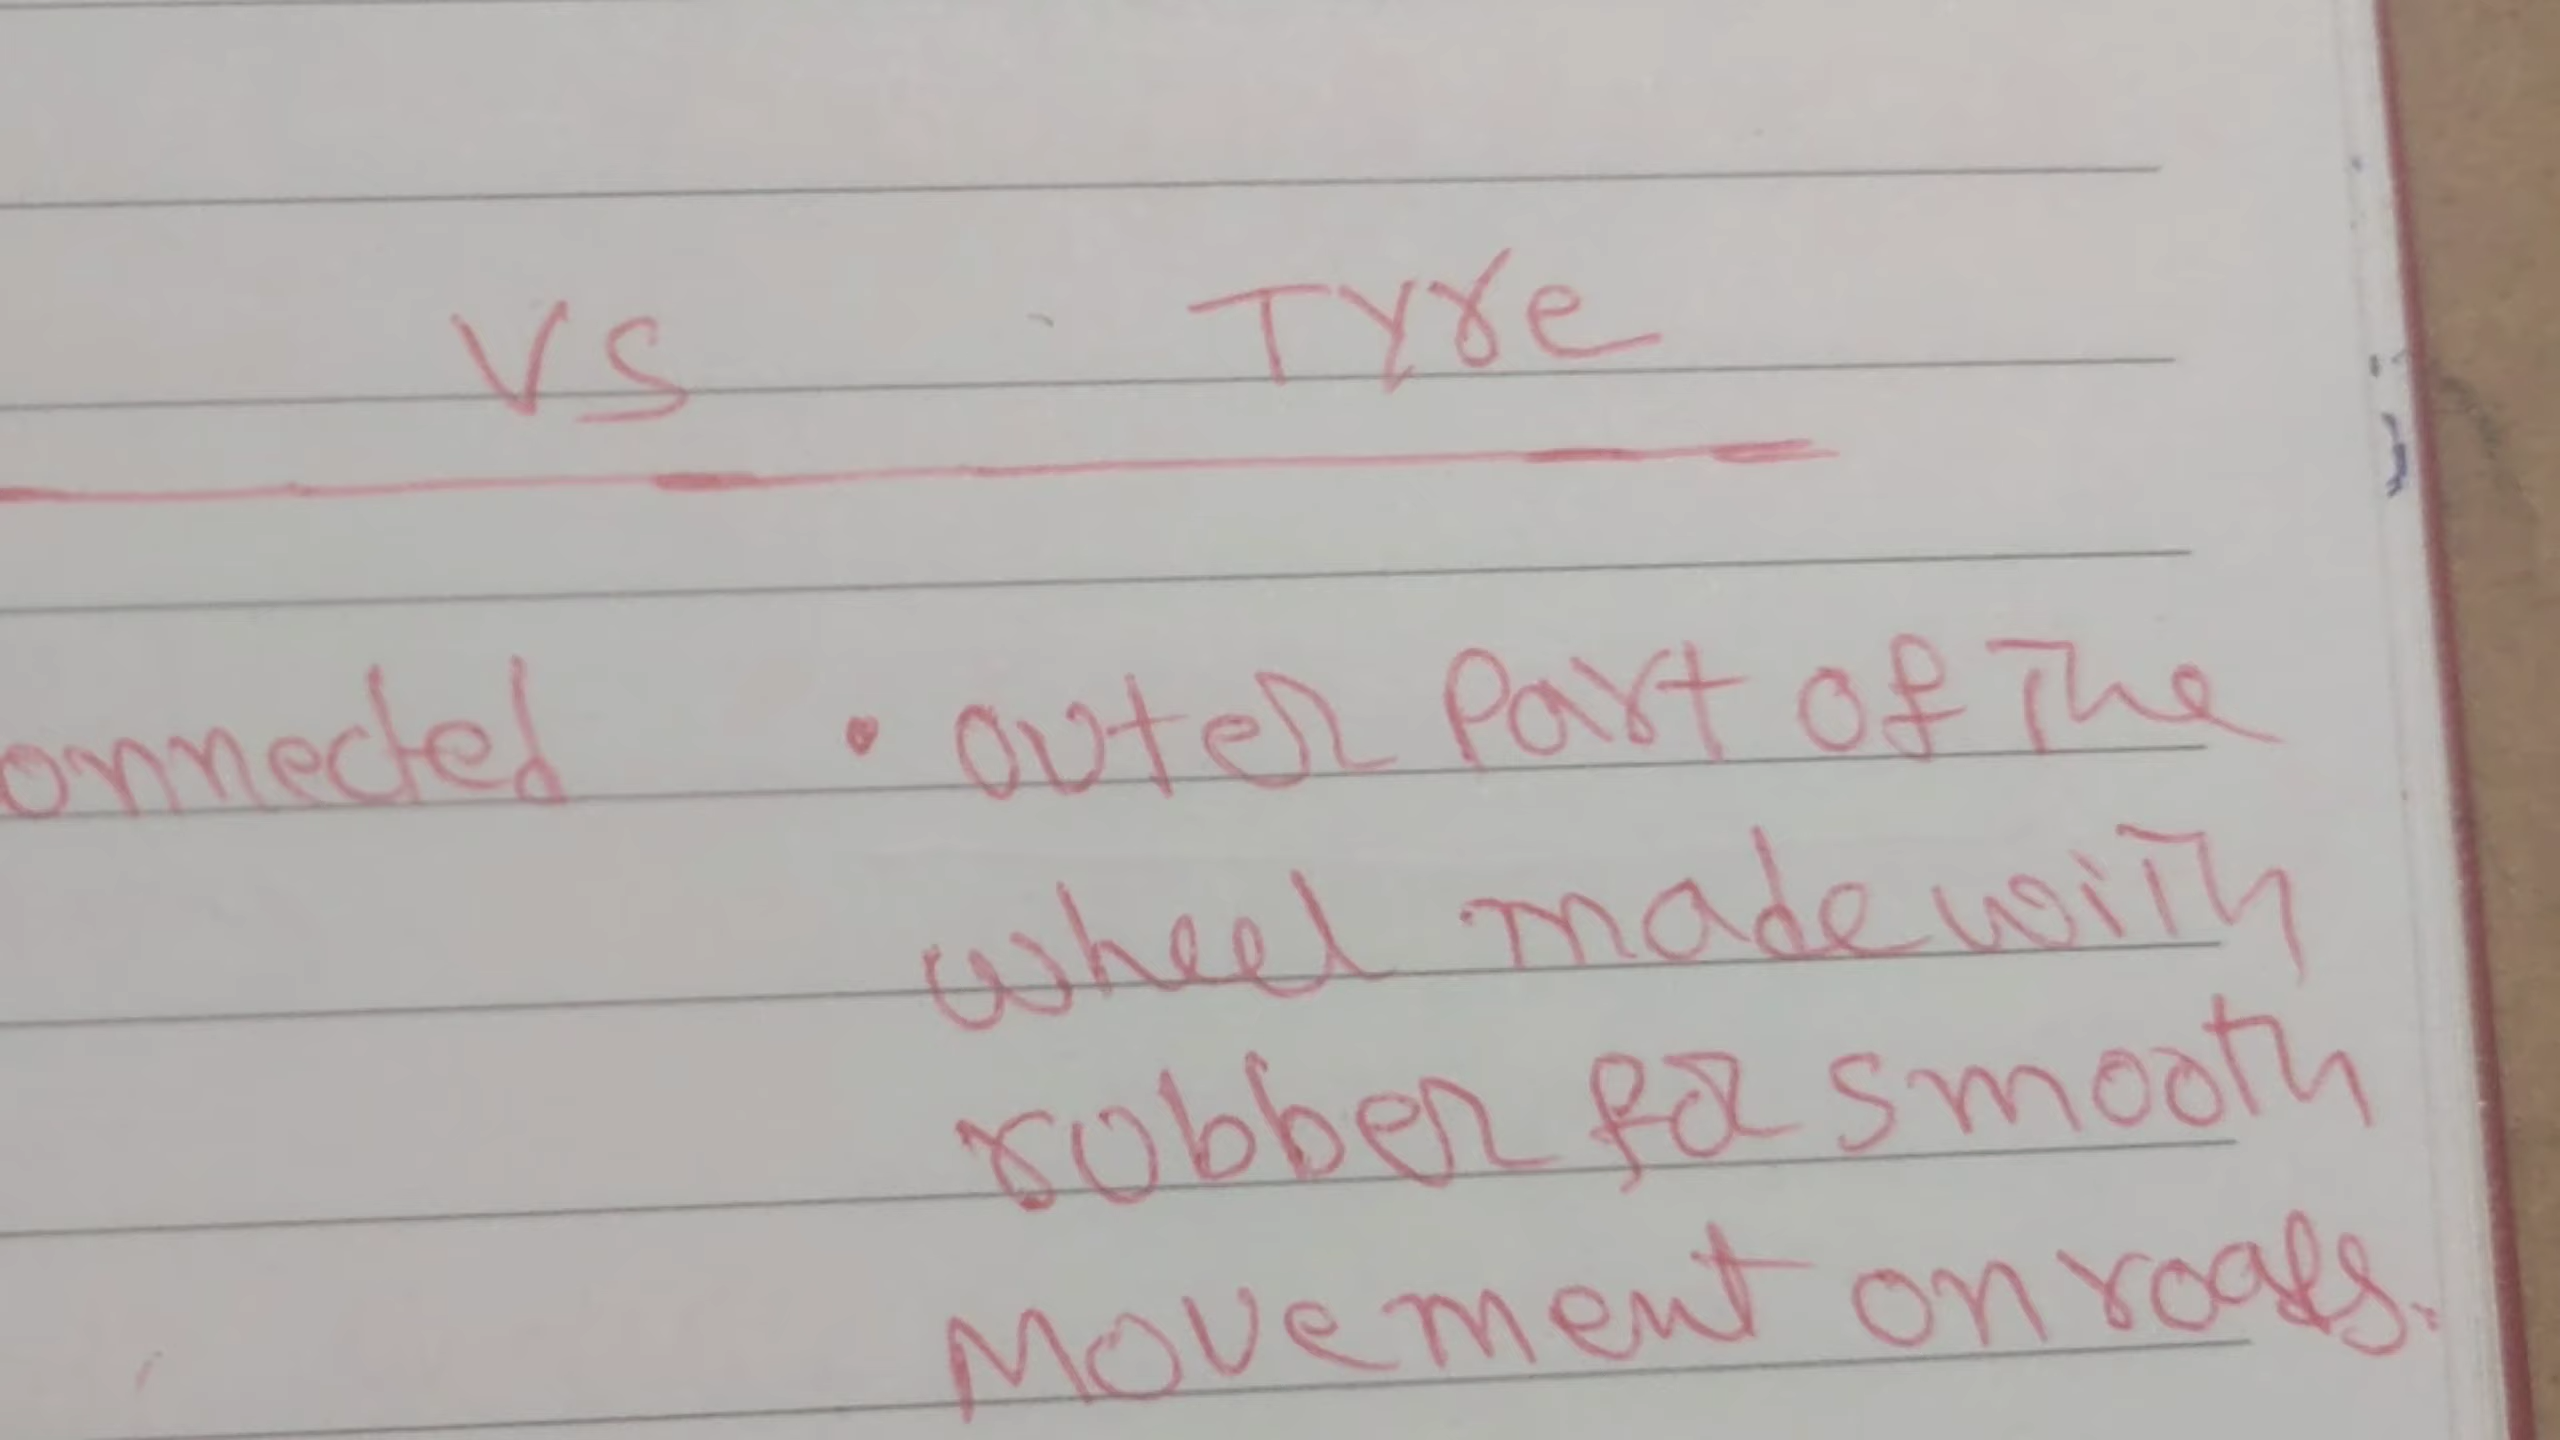 VS Tyre
onnected • outer Part of The
wheel made with
rubber for smooth
Movement on roads.